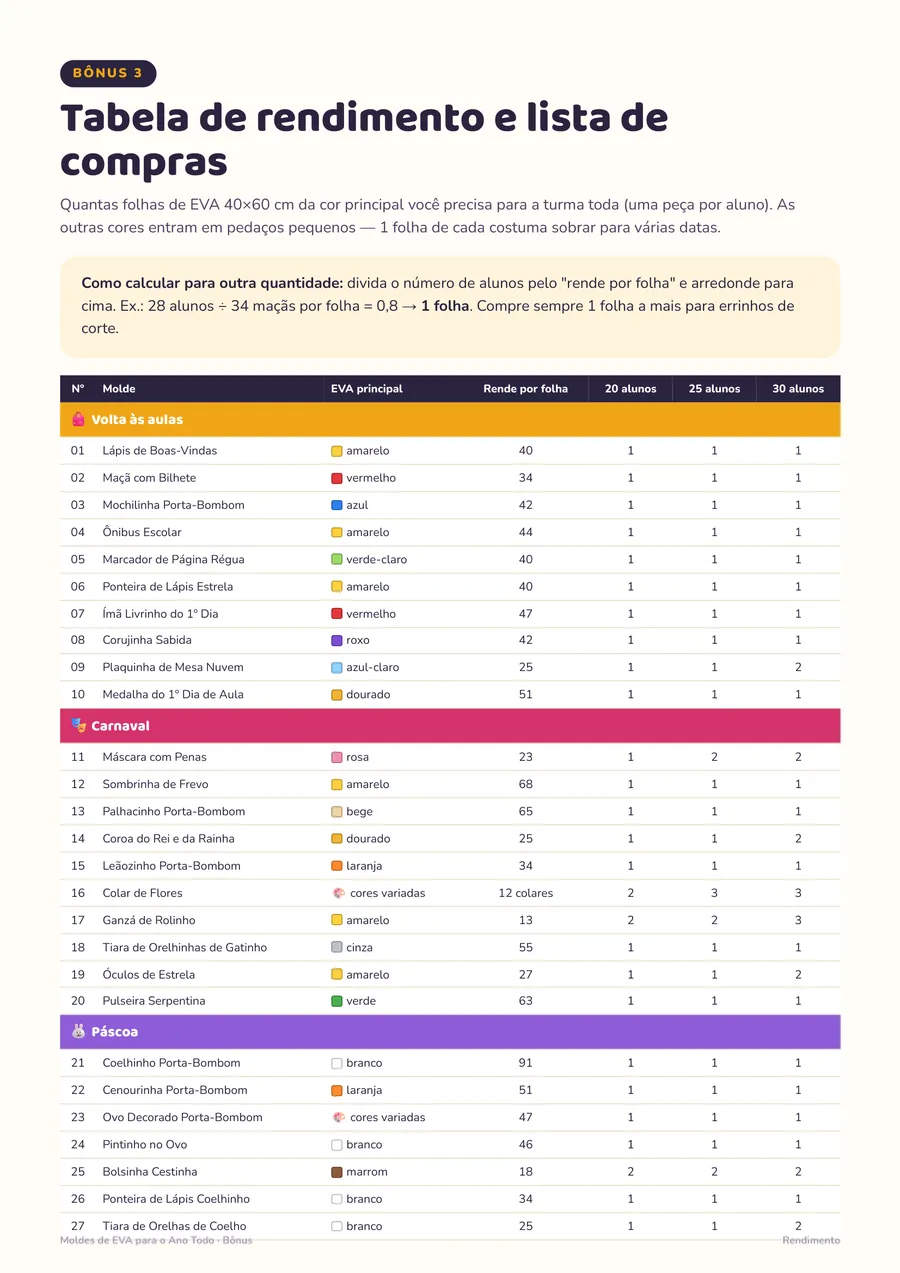 BÔNUS 3
Tabela de rendimento e lista de
compras
Quantas folhas de EVA 40×60 cm da cor principal você precisa para a turma toda (uma peça por aluno). As
outras cores entram em pedaços pequenos — 1 folha de cada costuma sobrar para várias datas.
Como calcular para outra quantidade: divida o número de alunos pelo "rende por folha" e arredonde para
cima. Ex.: 28 alunos ÷ 34 maçãs por folha = 0,8 → 1 folha. Compre sempre 1 folha a mais para errinhos de
corte.
Nº Molde EVA principal Rende por folha 20 alunos 25 alunos 30 alunos
Volta às aulas
01 Lápis de Boas-Vindas amarelo 40 1 1 1
02 Maçã com Bilhete vermelho 34 1 1 1
03 Mochilinha Porta-Bombom azul 42 1 1 1
04 Ônibus Escolar amarelo 44 1 1 1
05 Marcador de Página Régua verde-claro 40 1 1 1
06 Ponteira de Lápis Estrela amarelo 40 1 1 1
07 Ímã Livrinho do 1º Dia vermelho 47 1 1 1
08 Corujinha Sabida roxo 42 1 1 1
09 Plaquinha de Mesa Nuvem azul-claro 25 1 1 2
10 Medalha do 1º Dia de Aula dourado 51 1 1 1
Carnaval
11 Máscara com Penas rosa 23 1 2 2
12 Sombrinha de Frevo amarelo 68 1 1 1
13 Palhacinho Porta-Bombom bege 65 1 1 1
14 Coroa do Rei e da Rainha dourado 25 1 1 2
15 Leãozinho Porta-Bombom laranja 34 1 1 1
16 Colar de Flores cores variadas 12 colares 2 3 3
17 Ganzá de Rolinho amarelo 13 2 2 3
18 Tiara de Orelhinhas de Gatinho cinza 55 1 1 1
19 Óculos de Estrela amarelo 27 1 1 2
20 Pulseira Serpentina verde 63 1 1 1
Páscoa
21 Coelhinho Porta-Bombom branco 91 1 1 1
22 Cenourinha Porta-Bombom laranja 51 1 1 1
23 Ovo Decorado Porta-Bombom cores variadas 47 1 1 1
24 Pintinho no Ovo branco 46 1 1 1
25 Bolsinha Cestinha marrom 18 2 2 2
26 Ponteira de Lápis Coelhinho branco 34 1 1 1
27 Tiara de Orelhas de Coelho branco 25 1 1 2
Moldes de EVA para o Ano Todo · Bônus Rendimento